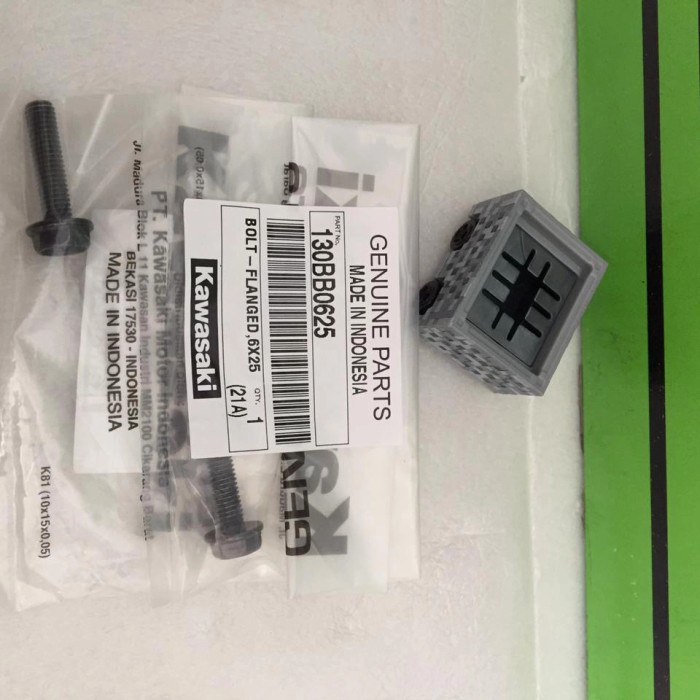 GENUINE PARTS
MADE IN INDONESIA
PART No.
130BB0625
BOLT-FLANGED,6X25
QTY.
1
(21A)
Kawasaki
PT. Kawasaki Motor Indonesia
Jl. Madura Blok L 11 Kawasan Industri MM2100 Cikarang Barat
BEKASI 17530 - INDONESIA
MADE IN INDONESIA
K81 (10x15x0,05)